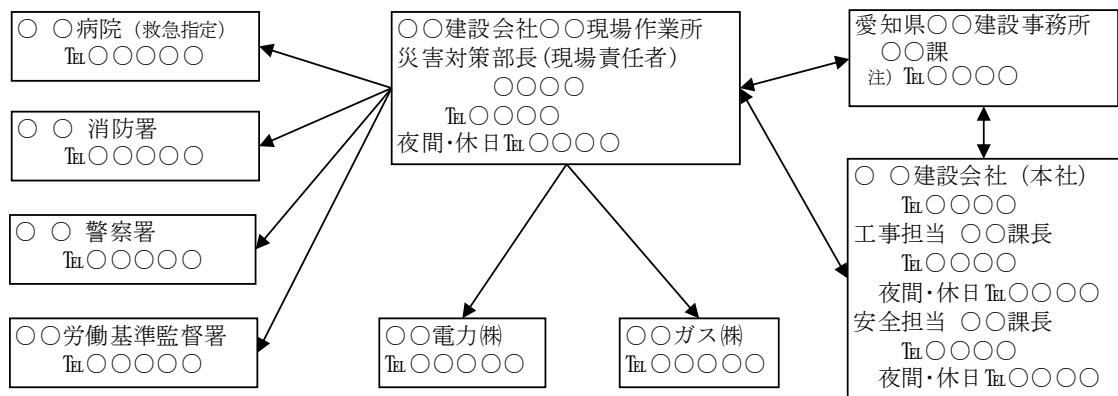 ○ ○病院（救急指定）
℡○○○○○
○ ○ 消防署
℡○○○○○
○ ○ 警察署
℡○○○○○
○○労働基準監督署
℡○○○○○
○○建設会社○○現場作業所
災害対策部長(現場責任者）
○○○○
℡○○○○
夜間・休日℡○○○○
○○電力㈱
℡○○○○○
○○ガス㈱
℡○○○○○
愛知県○○建設事務所
○○課
注）℡○○○○
○ ○建設会社（本社）
℡○○○○
工事担当 ○○課長
℡○○○○
夜間・休日℡○○○○
安全担当 ○○課長
℡○○○○
夜間・休日℡○○○○